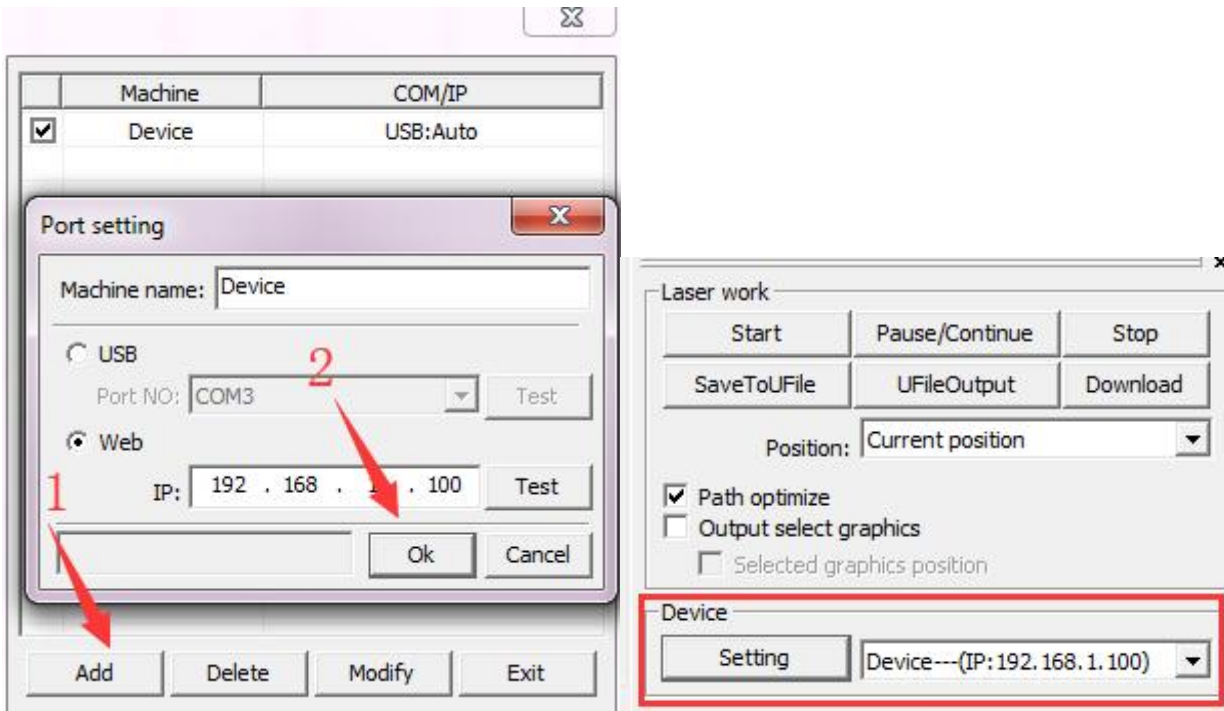 Machine COM/IP
Device USB:Auto
Port setting
Machine name: Device
USB
2
Port NO: COM3 Test
Web
1
IP: 192 . 168 . 1 . 100 Test
Ok Cancel
Add Delete Modify Exit
Laser work
Start Pause/Continue Stop
SaveToUFile UFileOutput Download
Position: Current position
Path optimize
Output select graphics
Selected graphics position
Device
Setting Device---(IP:192.168.1.100)